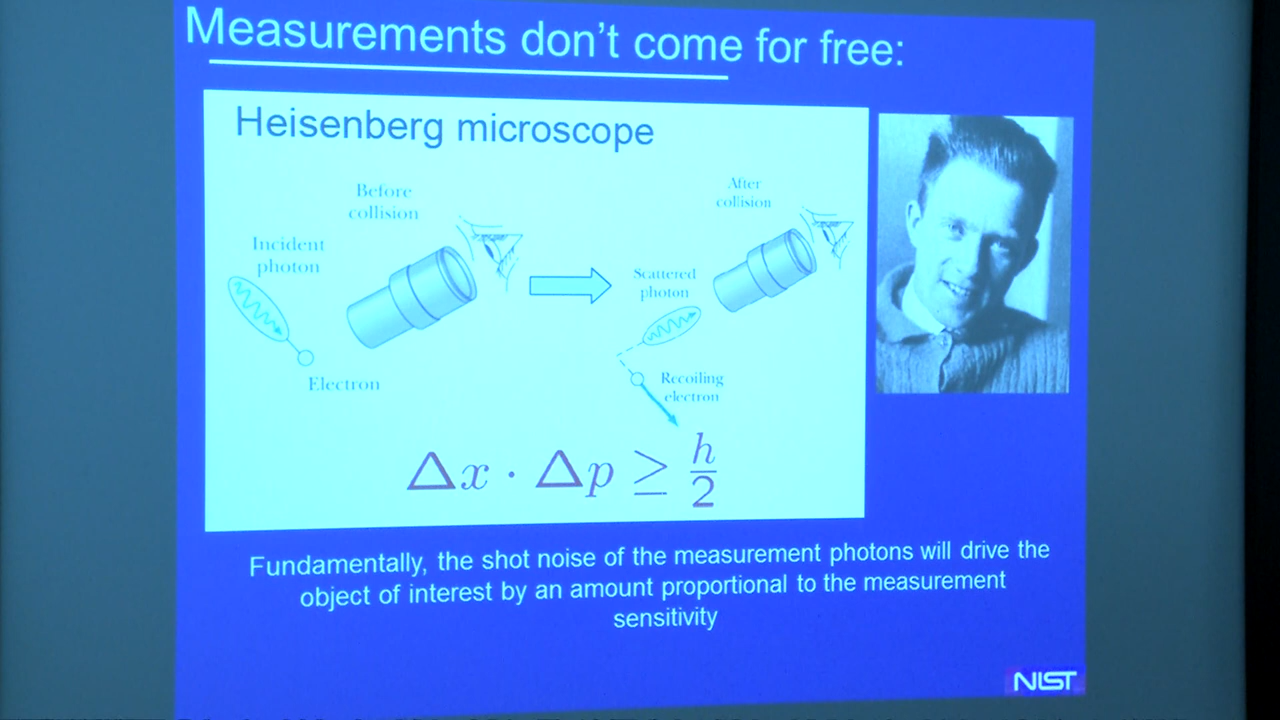 Measurements don't come for free:
Heisenberg microscope
Before
collision
Incident
photon
Electron
After
collision
Scattered
photon
Recoiling
electron
Δx · Δp ≥ h/2
Fundamentally, the shot noise of the measurement photons will drive the
object of interest by an amount proportional to the measurement
sensitivity
NIST